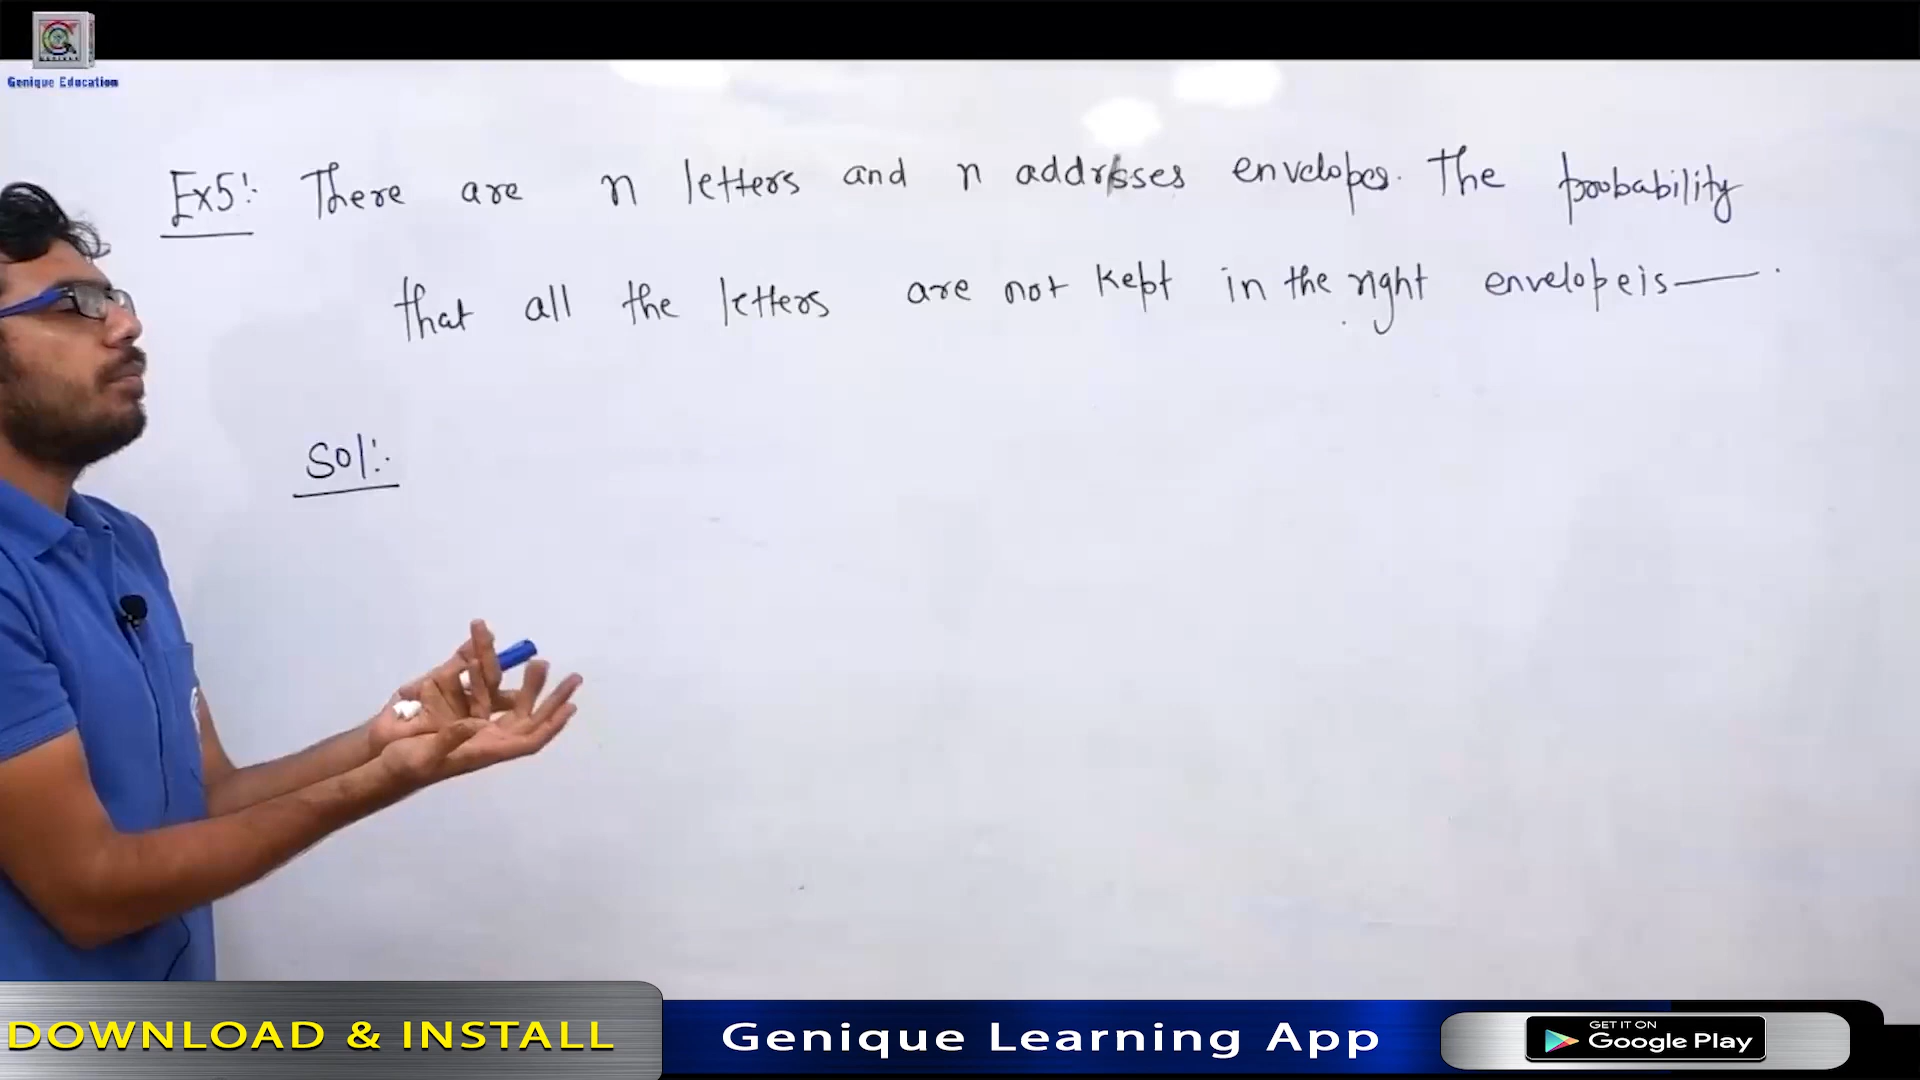 Genique Education
Ex5:- There are n letters and n addresses envelopes. The probability
that all the letters are not kept in the right envelope is ——.
Sol:-
DOWNLOAD & INSTALL
Genique Learning App
GET IT ON
Google Play